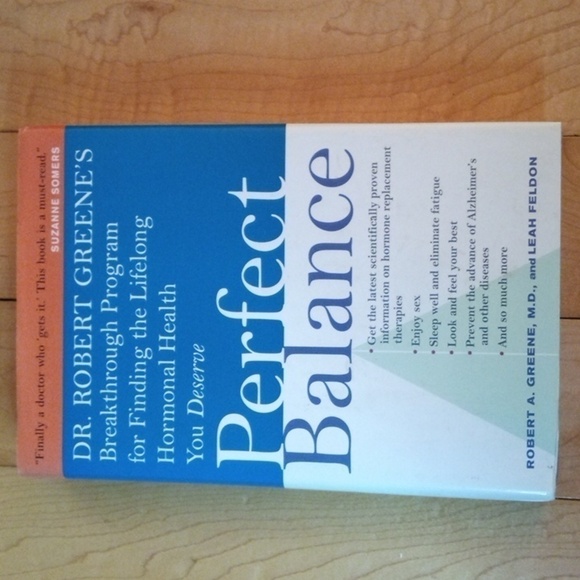 "Finally a doctor who 'gets it.' This book is a must-read."
SUZANNE SOMERS
DR. ROBERT GREENE'S
Breakthrough Program
for Finding the Lifelong
Hormonal Health
You Deserve
Perfect
Balance
• Get the latest scientifically proven
information on hormone replacement
therapies
• Enjoy sex
• Sleep well and eliminate fatigue
• Look and feel your best
• Prevent the advance of Alzheimer's
and other diseases
• And so much more
ROBERT A. GREENE, M.D., and LEAH FELDON